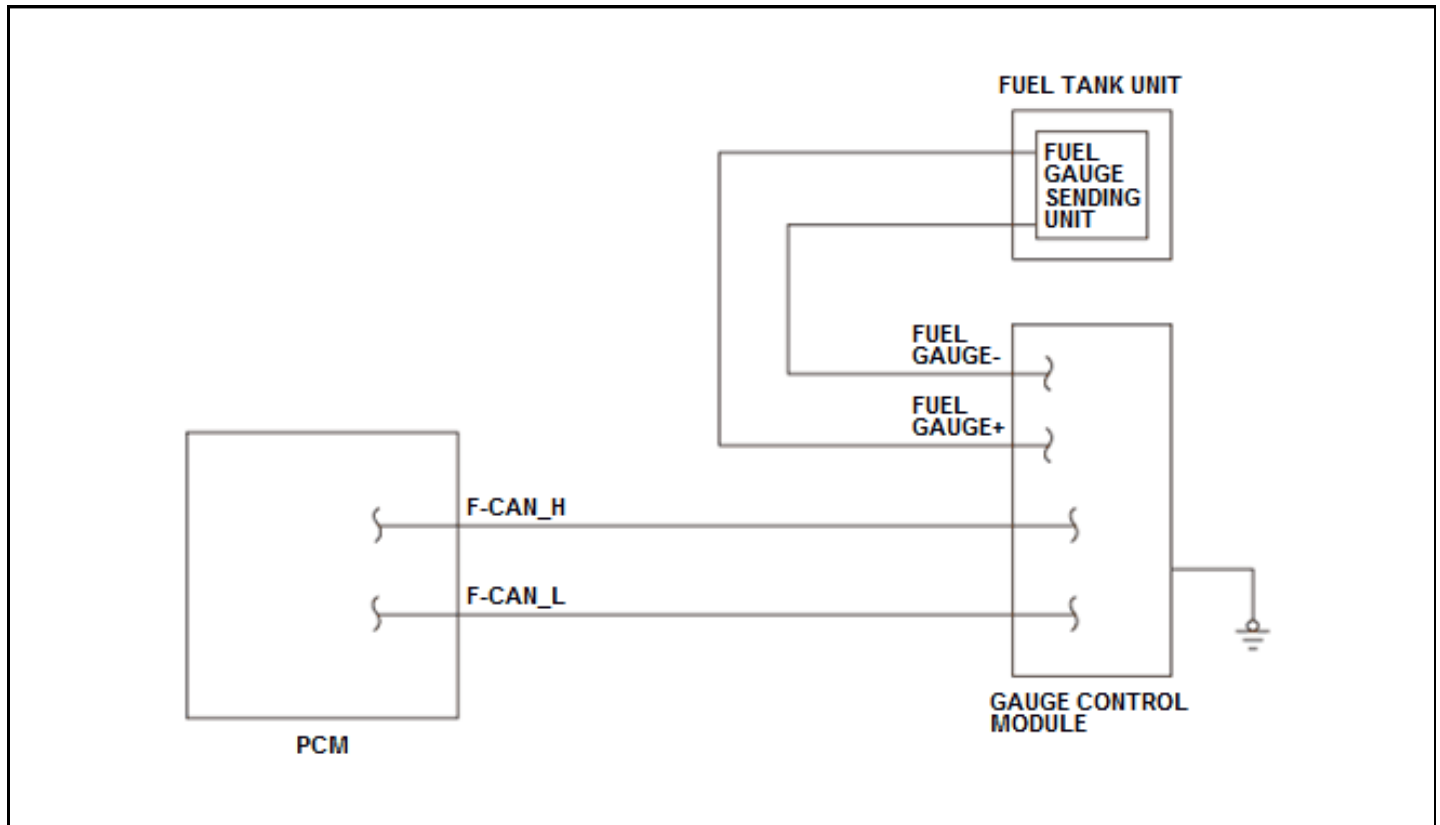 FUEL TANK UNIT
FUEL
GAUGE
SENDING
UNIT
FUEL
GAUGE-
FUEL
GAUGE+
F-CAN_H
F-CAN_L
GAUGE CONTROL
MODULE
PCM